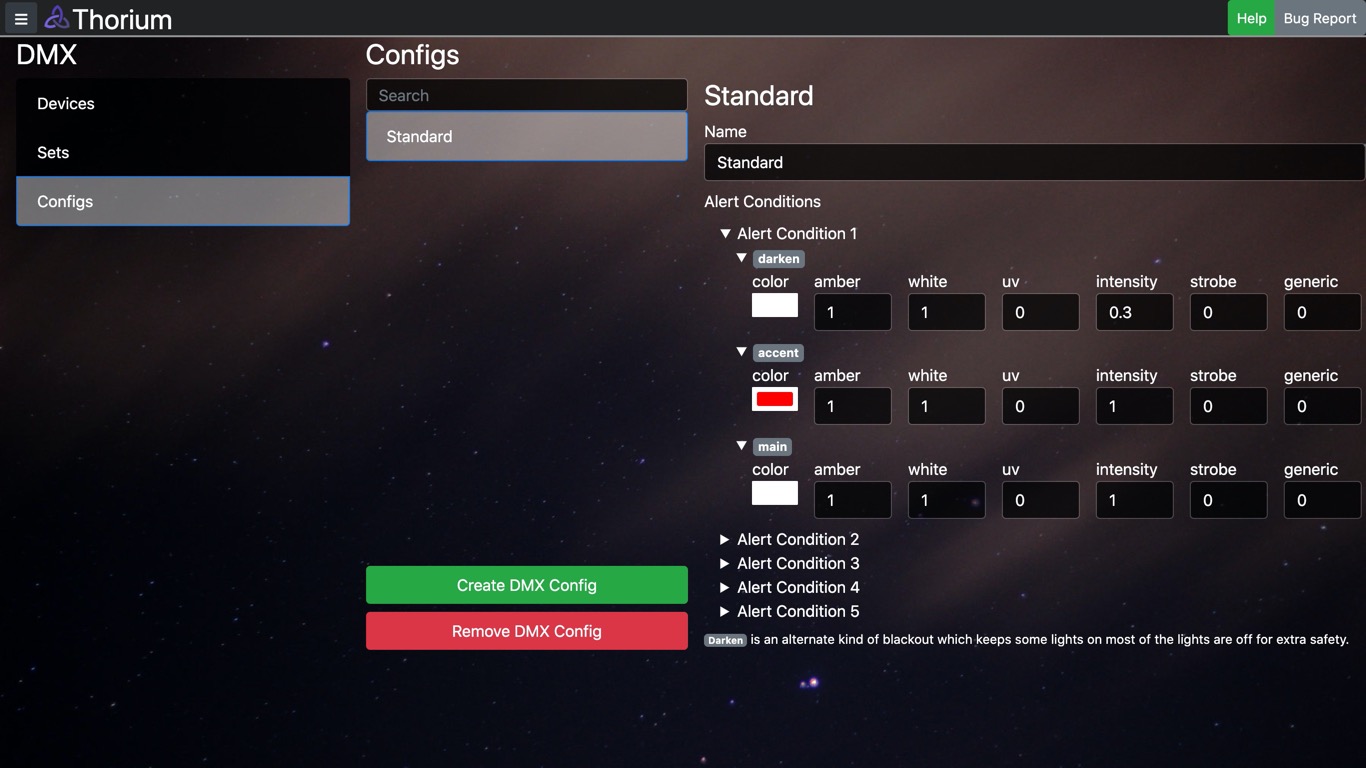 Thorium
Help
Bug Report
DMX
Devices
Sets
Configs
Configs
Search
Standard
Create DMX Config
Remove DMX Config
Standard
Name
Standard
Alert Conditions
Alert Condition 1
darken
color amber white uv intensity strobe generic
1 1 0 0.3 0 0
accent
color amber white uv intensity strobe generic
1 1 0 1 0 0
main
color amber white uv intensity strobe generic
1 1 0 1 0 0
Alert Condition 2
Alert Condition 3
Alert Condition 4
Alert Condition 5
Darken is an alternate kind of blackout which keeps some lights on most of the lights are off for extra safety.